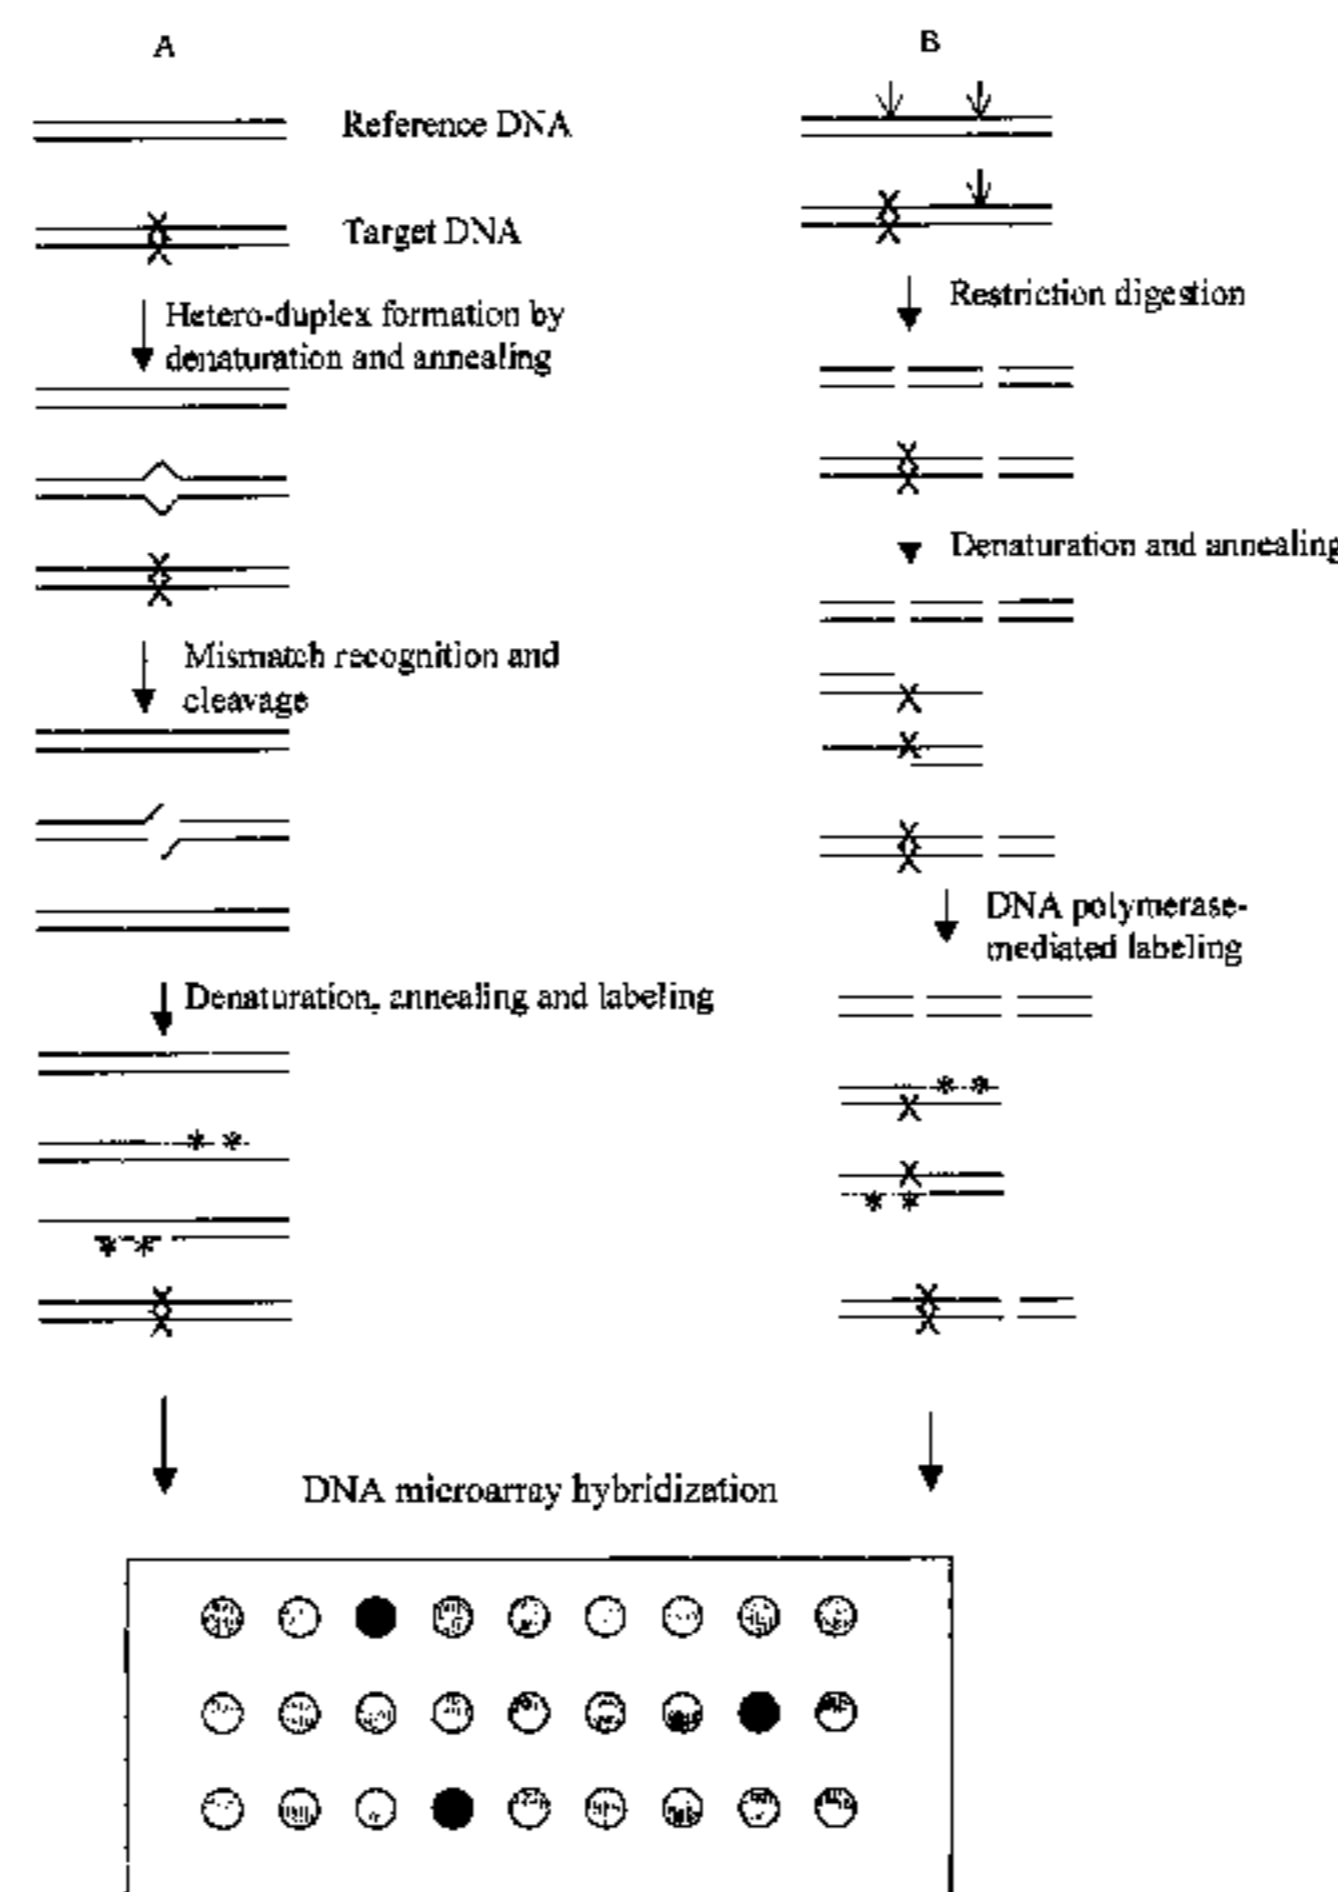 A
B
Reference DNA
Target DNA
Restriction digestion
Hetero-duplex formation by
denaturation and annealing
Denaturation and annealing
Mismatch recognition and
cleavage
DNA polymerase-
mediated labeling
Denaturation, annealing and labeling
* *
* *
* *
* *
DNA microarray hybridization